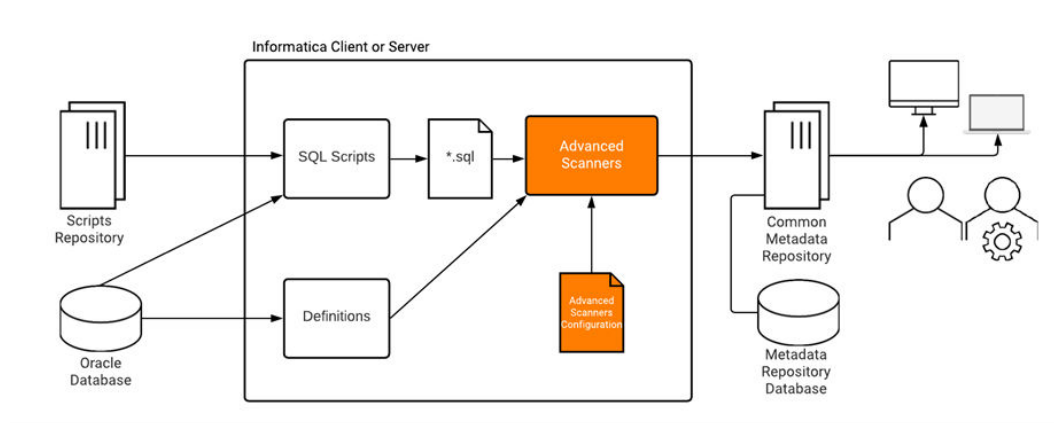 Informatica Client or Server
SQL Scripts
*.sql
Advanced
Scanners
Scripts
Repository
Common
Metadata
Repository
Definitions
Advanced
Scanners
Configuration
Oracle
Database
Metadata
Repository
Database